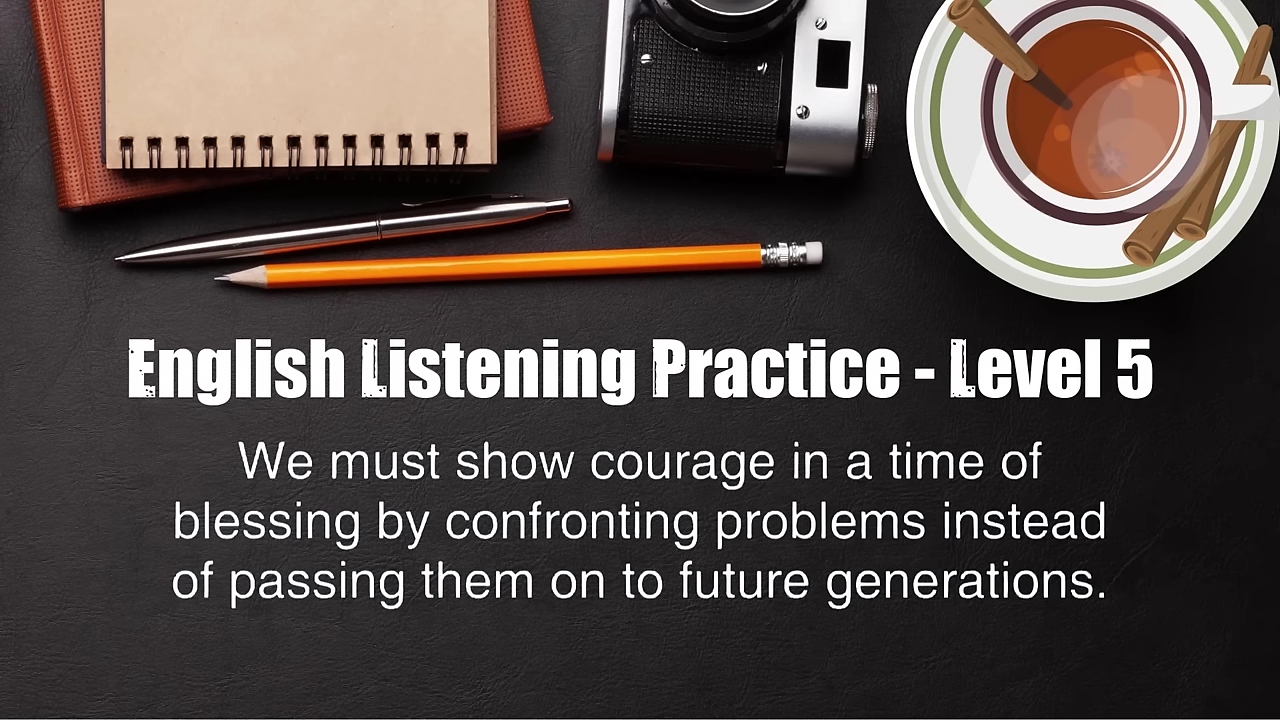 English Listening Practice - Level 5
We must show courage in a time of
blessing by confronting problems instead
of passing them on to future generations.